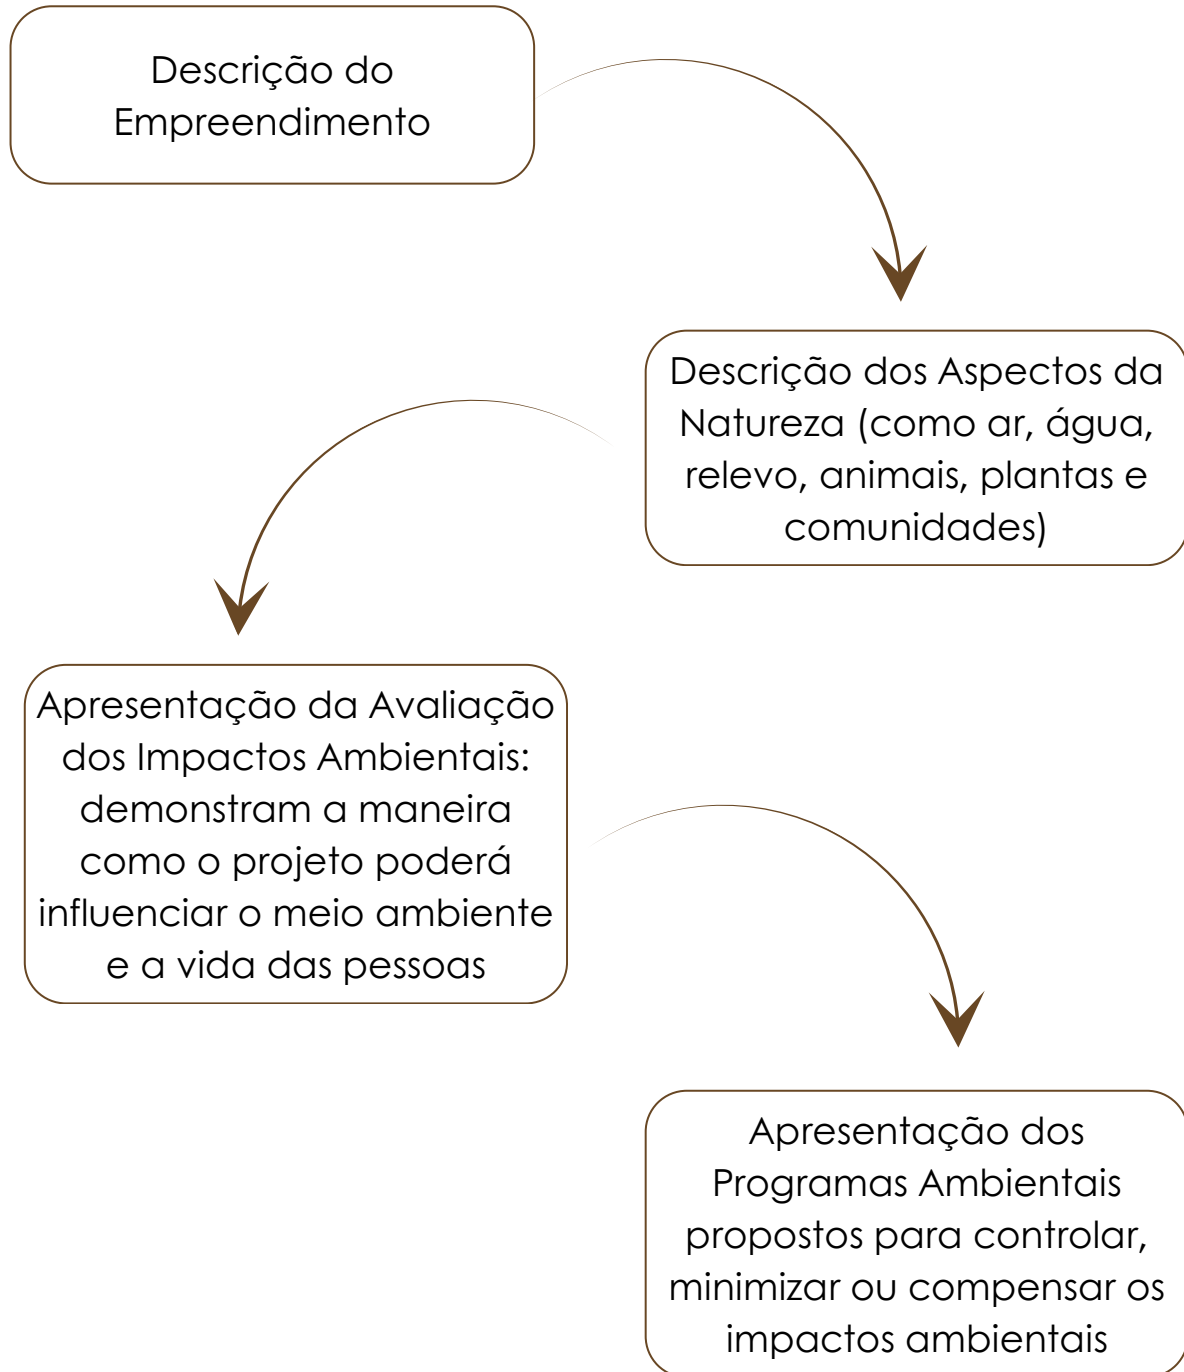 Descrição do
Empreendimento
Descrição dos Aspectos da
Natureza (como ar, água,
relevo, animais, plantas e
comunidades)
Apresentação da Avaliação
dos Impactos Ambientais:
demonstram a maneira
como o projeto poderá
influenciar o meio ambiente
e a vida das pessoas
Apresentação dos
Programas Ambientais
propostos para controlar,
minimizar ou compensar os
impactos ambientais